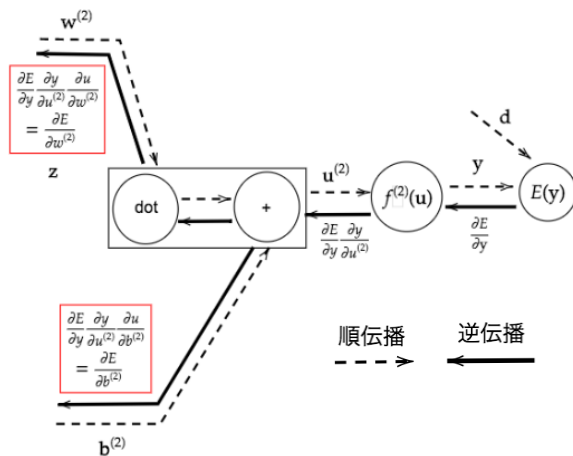 w^(2)
∂E/∂y ∂y/∂u^(2) ∂u/∂w^(2)
= ∂E/∂w^(2)
z
d
dot
+
u^(2)
f^(2)(u)
y
E(y)
∂E/∂y ∂y/∂u^(2)
∂E/∂y
∂E/∂y ∂y/∂u^(2) ∂u/∂b^(2)
= ∂E/∂b^(2)
b^(2)
順伝播
逆伝播